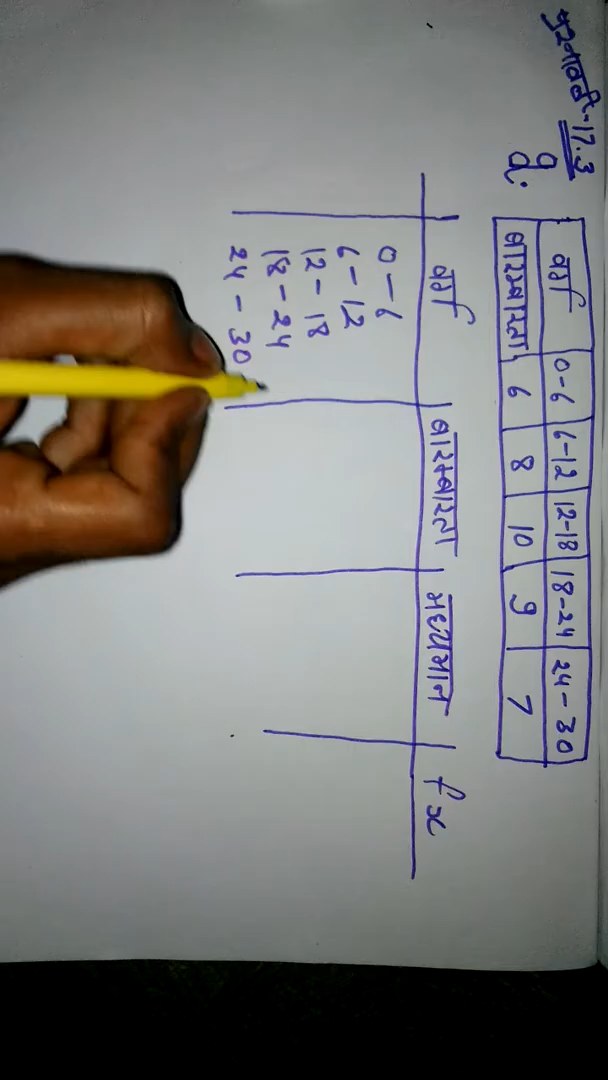 प्रश्नावली-17.3
Q.
वर्ग 0-6 6-12 12-18 18-24 24-30
बारम्बारता 6 8 10 9 7
वर्ग बारम्बारता मध्यमान fx
0-6
6-12
12-18
18-24
24-30